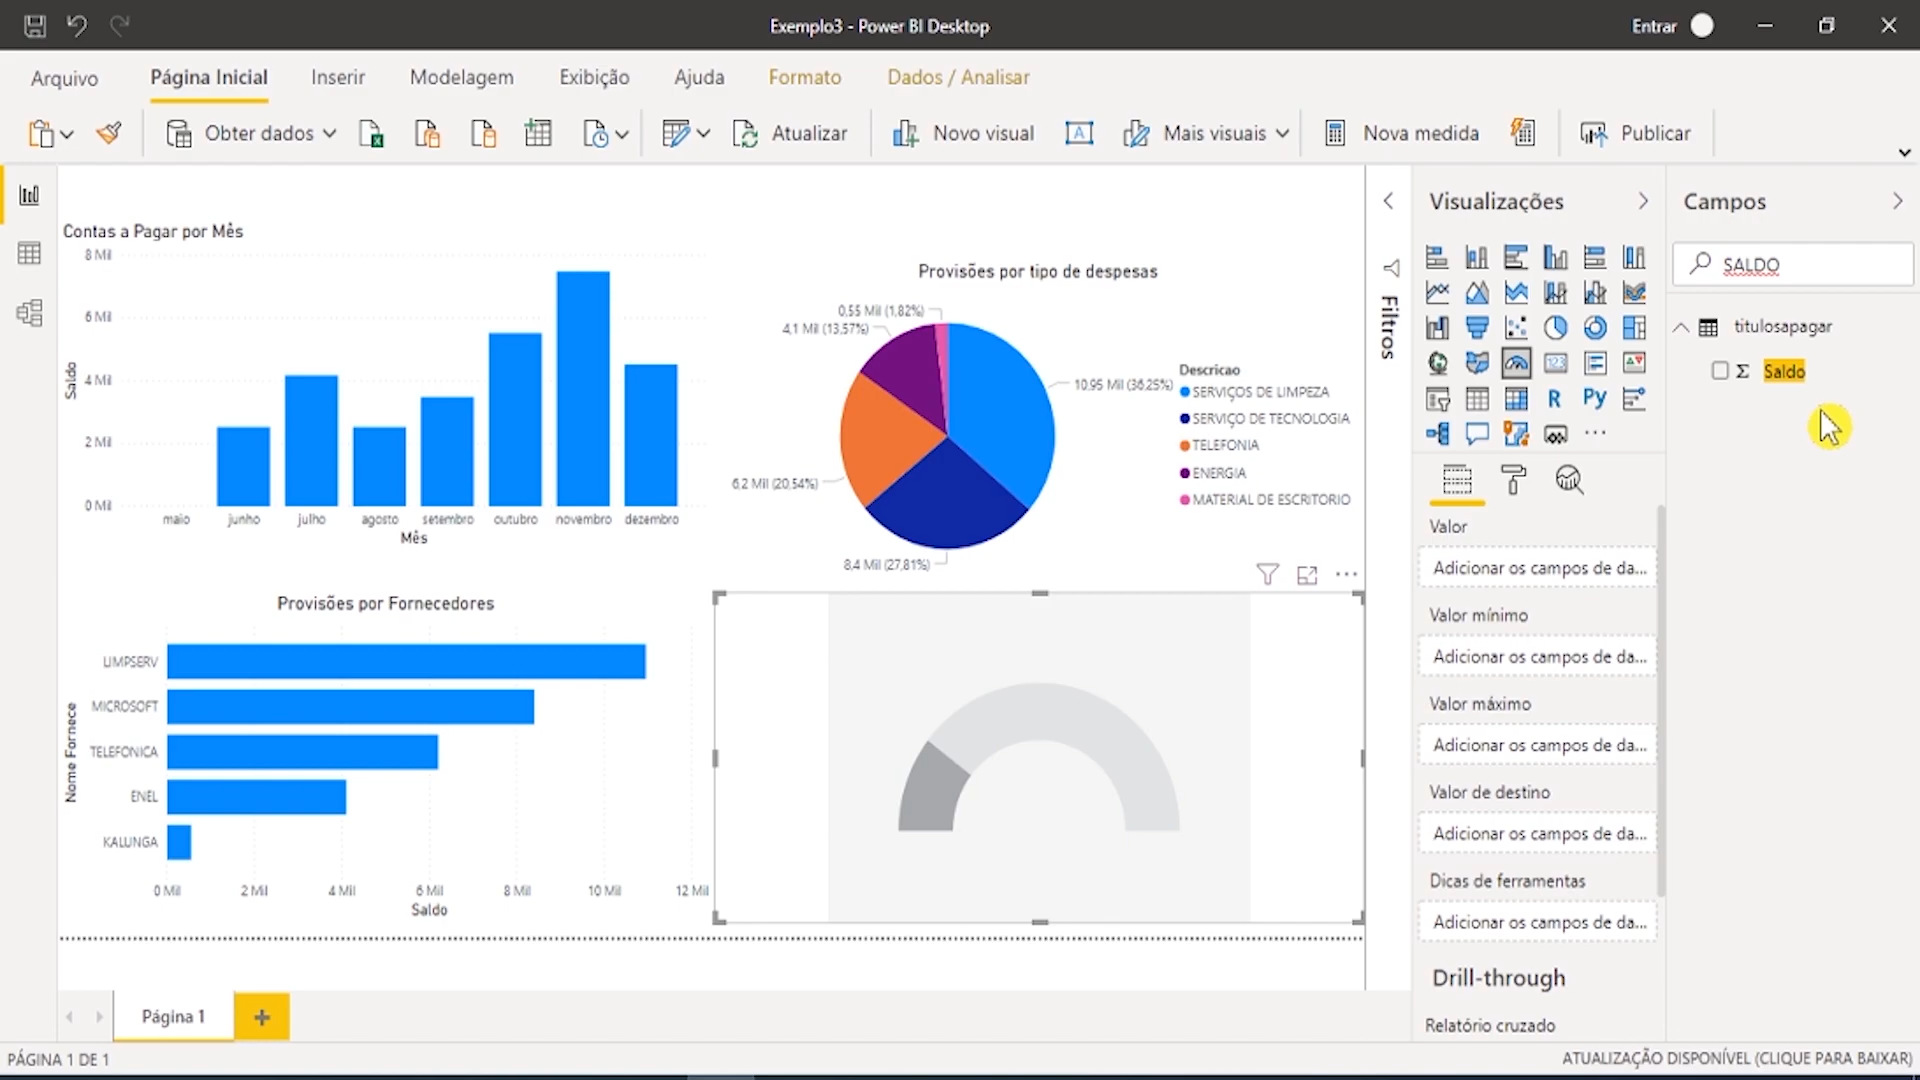 Exemplo3 - Power BI Desktop
Entrar
Arquivo
Página Inicial
Inserir
Modelagem
Exibição
Ajuda
Formato
Dados / Analisar
Obter dados
Atualizar
Novo visual
Mais visuais
Nova medida
Publicar
Contas a Pagar por Mês
8 Mil
6 Mil
4 Mil
2 Mil
0 Mil
Saldo
maio
junho
julho
agosto
setembro
outubro
novembro
dezembro
Mês
Provisões por tipo de despesas
0,55 Mil (1,82%)
4,1 Mil (13,57%)
10,95 Mil (36,25%)
6,2 Mil (20,54%)
8,4 Mil (27,81%)
Descricao
SERVIÇOS DE LIMPEZA
SERVIÇO DE TECNOLOGIA
TELEFONIA
ENERGIA
MATERIAL DE ESCRITORIO
Provisões por Fornecedores
Nome Fornece
LIMPSERV
MICROSOFT
TELEFONICA
ENEL
KALUNGA
0 Mil
2 Mil
4 Mil
6 Mil
8 Mil
10 Mil
12 Mil
Saldo
Filtros
Visualizações
123
R
Py
Valor
Adicionar os campos de da...
Valor mínimo
Adicionar os campos de da...
Valor máximo
Adicionar os campos de da...
Valor de destino
Adicionar os campos de da...
Dicas de ferramentas
Adicionar os campos de da...
Drill-through
Relatório cruzado
Campos
SALDO
titulosapagar
Σ Saldo
Página 1
PÁGINA 1 DE 1
ATUALIZAÇÃO DISPONÍVEL (CLIQUE PARA BAIXAR)